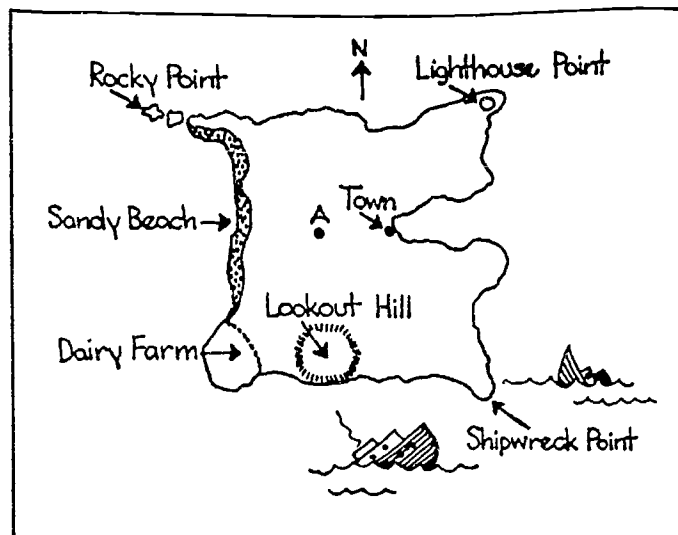 N
Rocky Point
Lighthouse Point
Sandy Beach
A
Town
Lookout Hill
Dairy Farm
Shipwreck Point